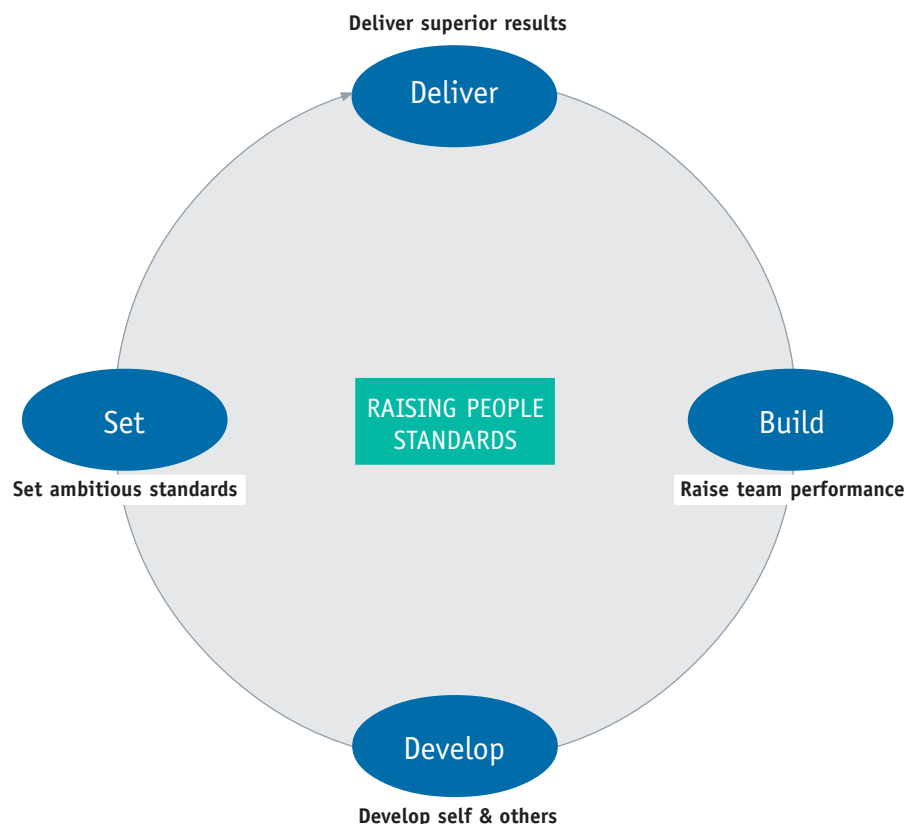 Deliver superior results
Deliver
RAISING PEOPLE
STANDARDS
Set
Set ambitious standards
Build
Raise team performance
Develop
Develop self & others